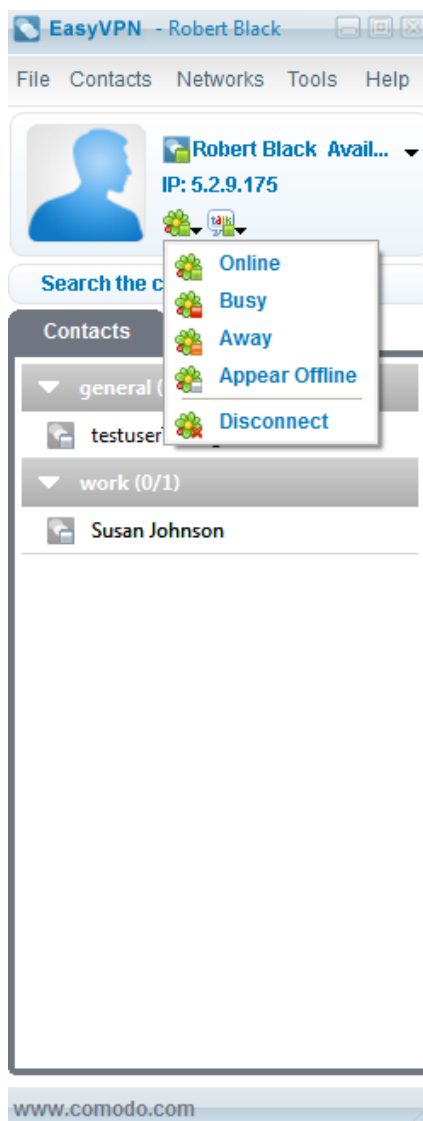 EasyVPN - Robert Black
File Contacts Networks Tools Help
Robert Black Avail...
IP: 5.2.9.175
talk
Online
Search the c
Busy
Contacts
Away
general (
Appear Offline
testuser
Disconnect
work (0/1)
Susan Johnson
www.comodo.com